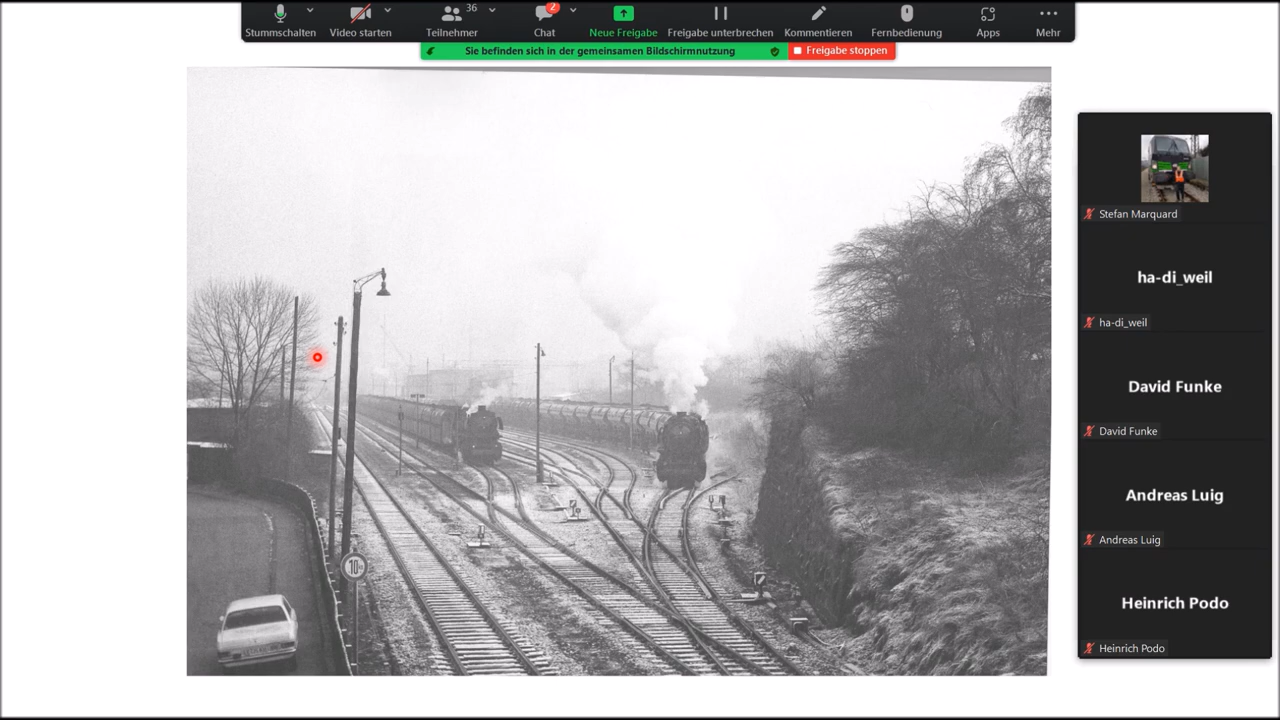 36
2
Stummschalten
Video starten
Teilnehmer
Chat
Neue Freigabe
Freigabe unterbrechen
Kommentieren
Fernbedienung
Apps
Mehr
Sie befinden sich in der gemeinsamen Bildschirmnutzung
Freigabe stoppen
Stefan Marquard
ha-di_weil
ha-di_weil
David Funke
David Funke
Andreas Luig
Andreas Luig
Heinrich Podo
Heinrich Podo
10